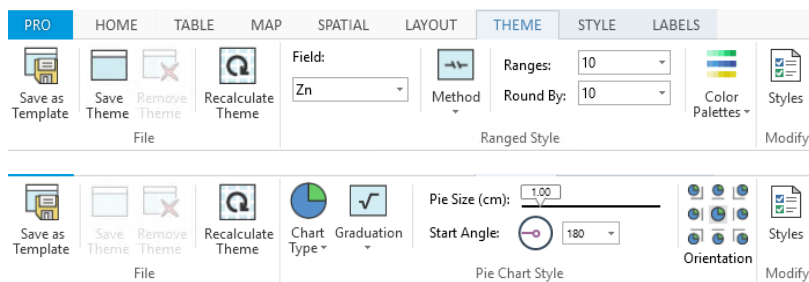 PRO HOME TABLE MAP SPATIAL LAYOUT THEME STYLE LABELS
Field:
Zn
Ranges: 10
Round By: 10
Save as Template
Save Theme
Remove Theme
Recalculate Theme
Method
Color Palettes
Styles
File Ranged Style Modify
Pie Size (cm): 1.00
Start Angle: 180
Save as Template
Save Theme
Remove Theme
Recalculate Theme
Chart Type
Graduation
Orientation
Styles
File Pie Chart Style Modify